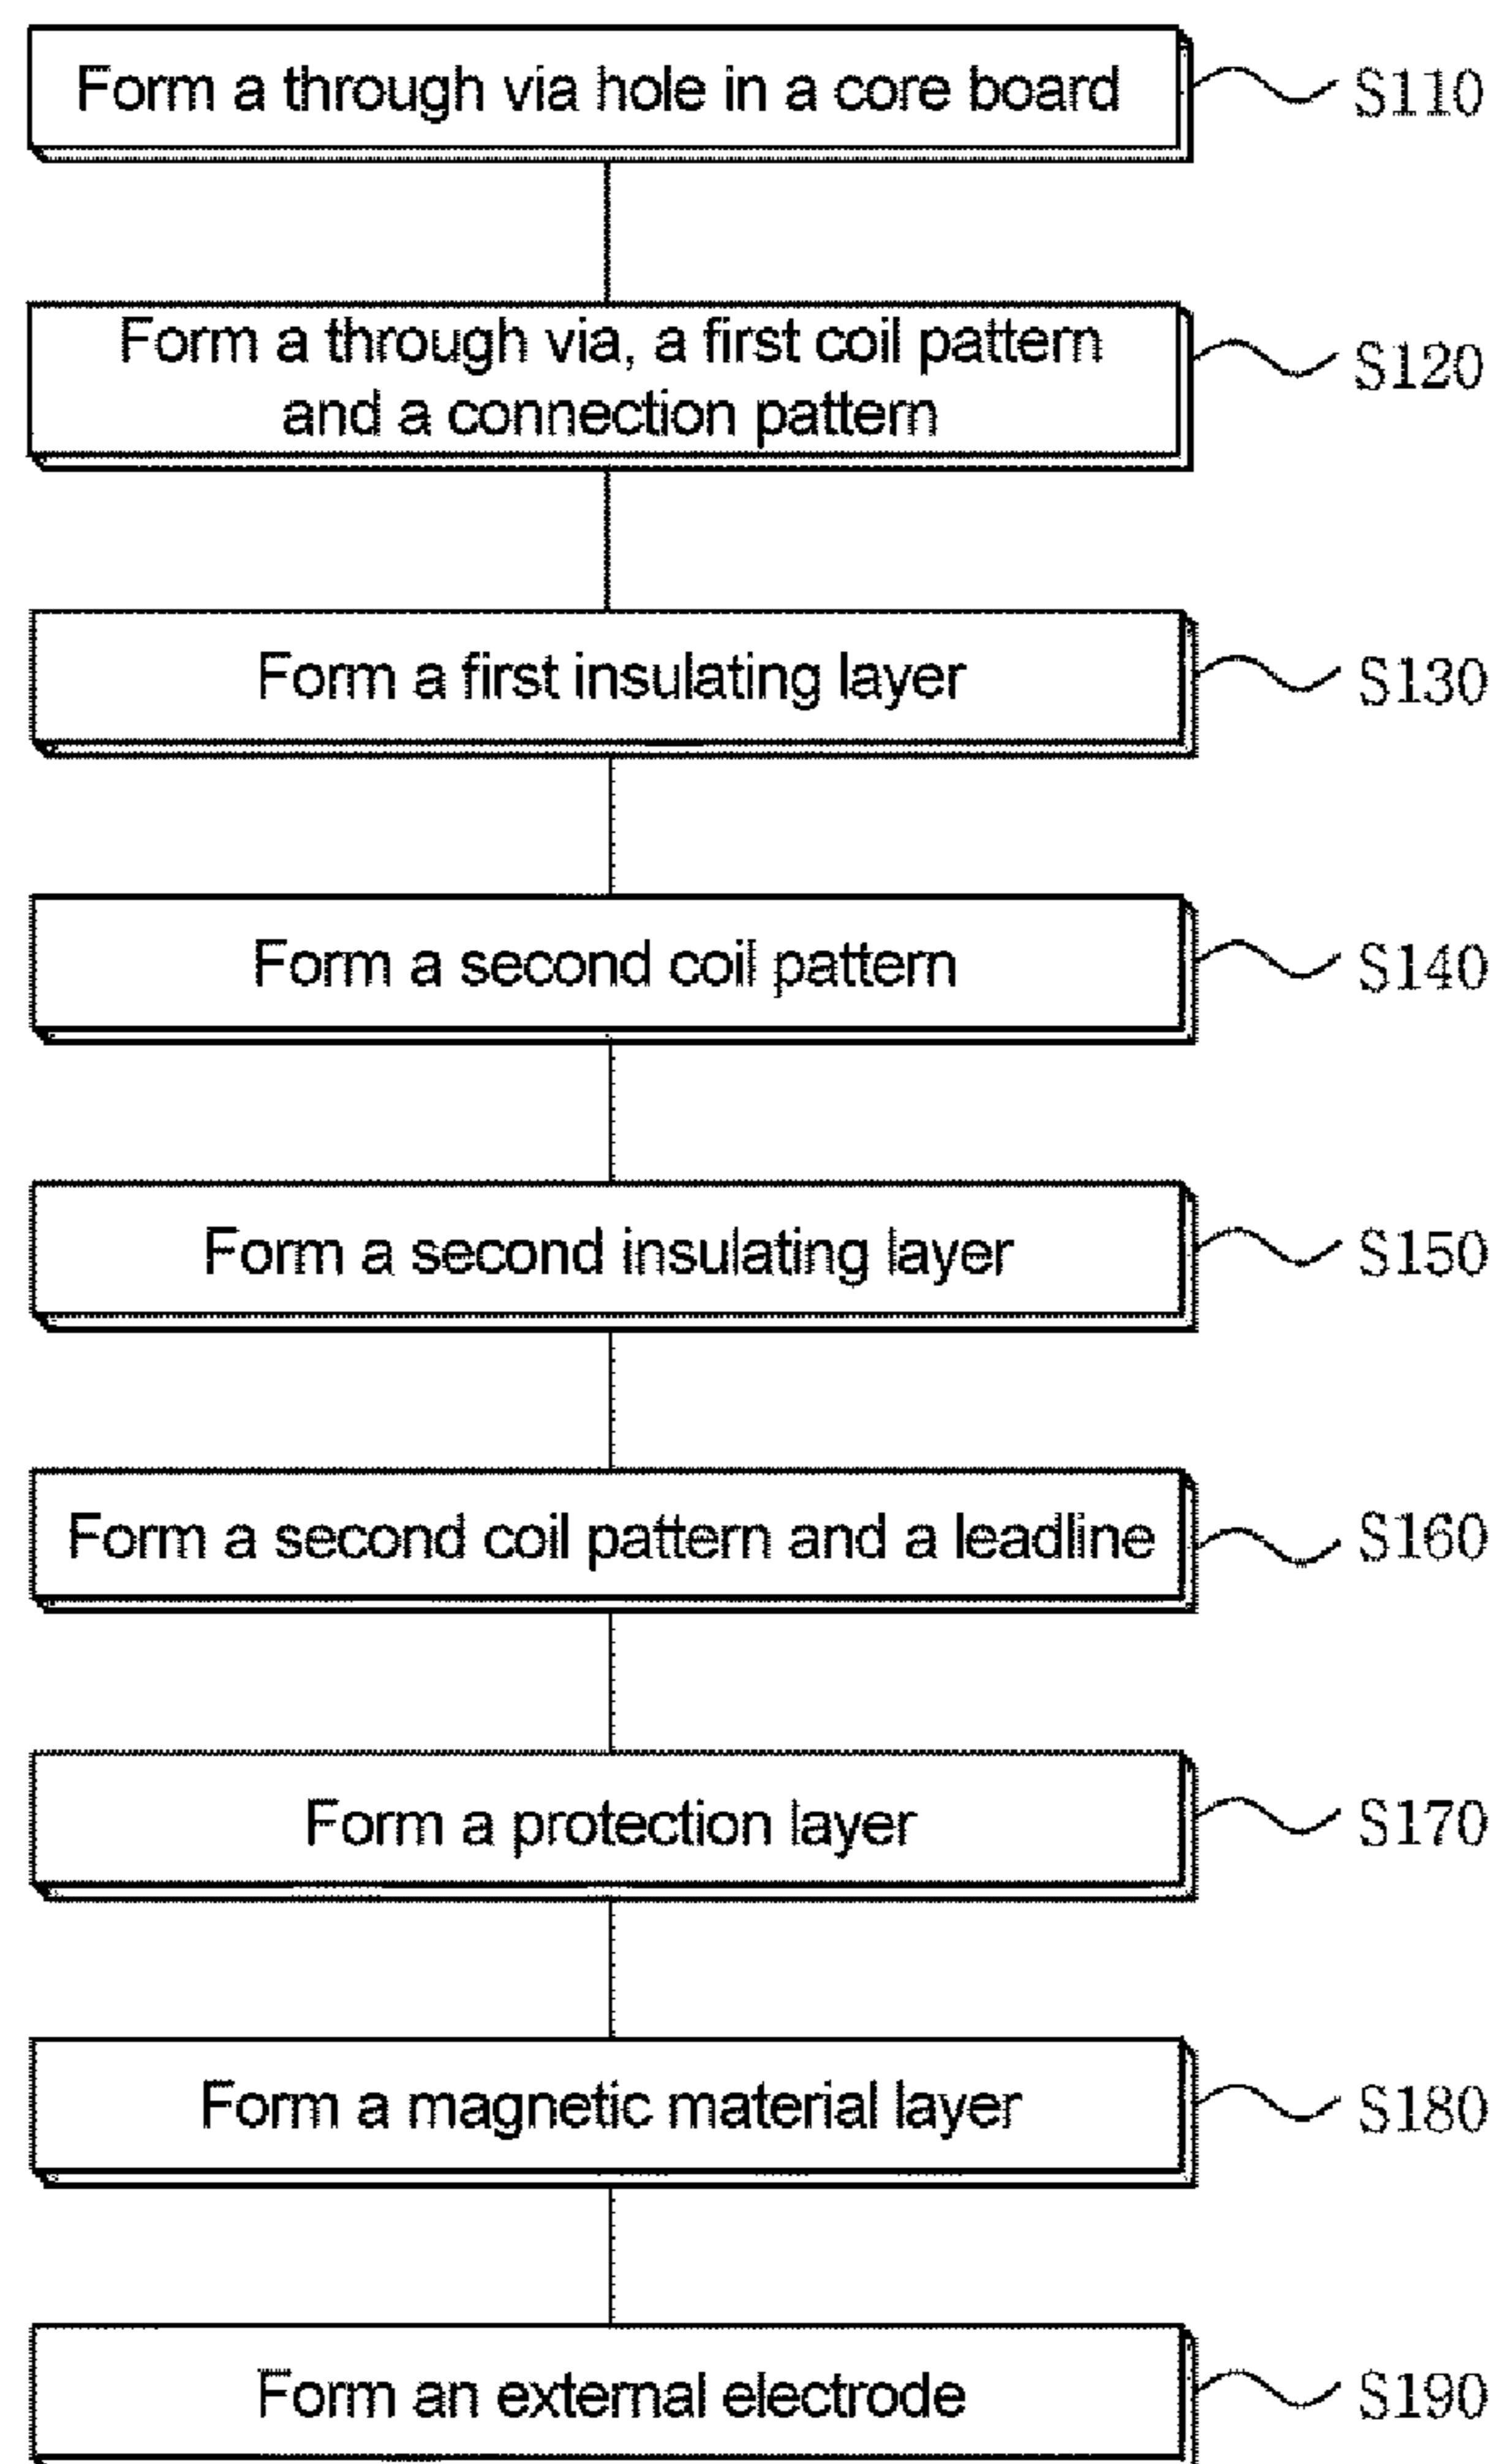 Form a through via hole in a core board
S110
Form a through via, a first coil pattern
and a connection pattern
S120
Form a first insulating layer
S130
Form a second coil pattern
S140
Form a second insulating layer
S150
Form a second coil pattern and a leadline
S160
Form a protection layer
S170
Form a magnetic material layer
S180
Form an external electrode
S190